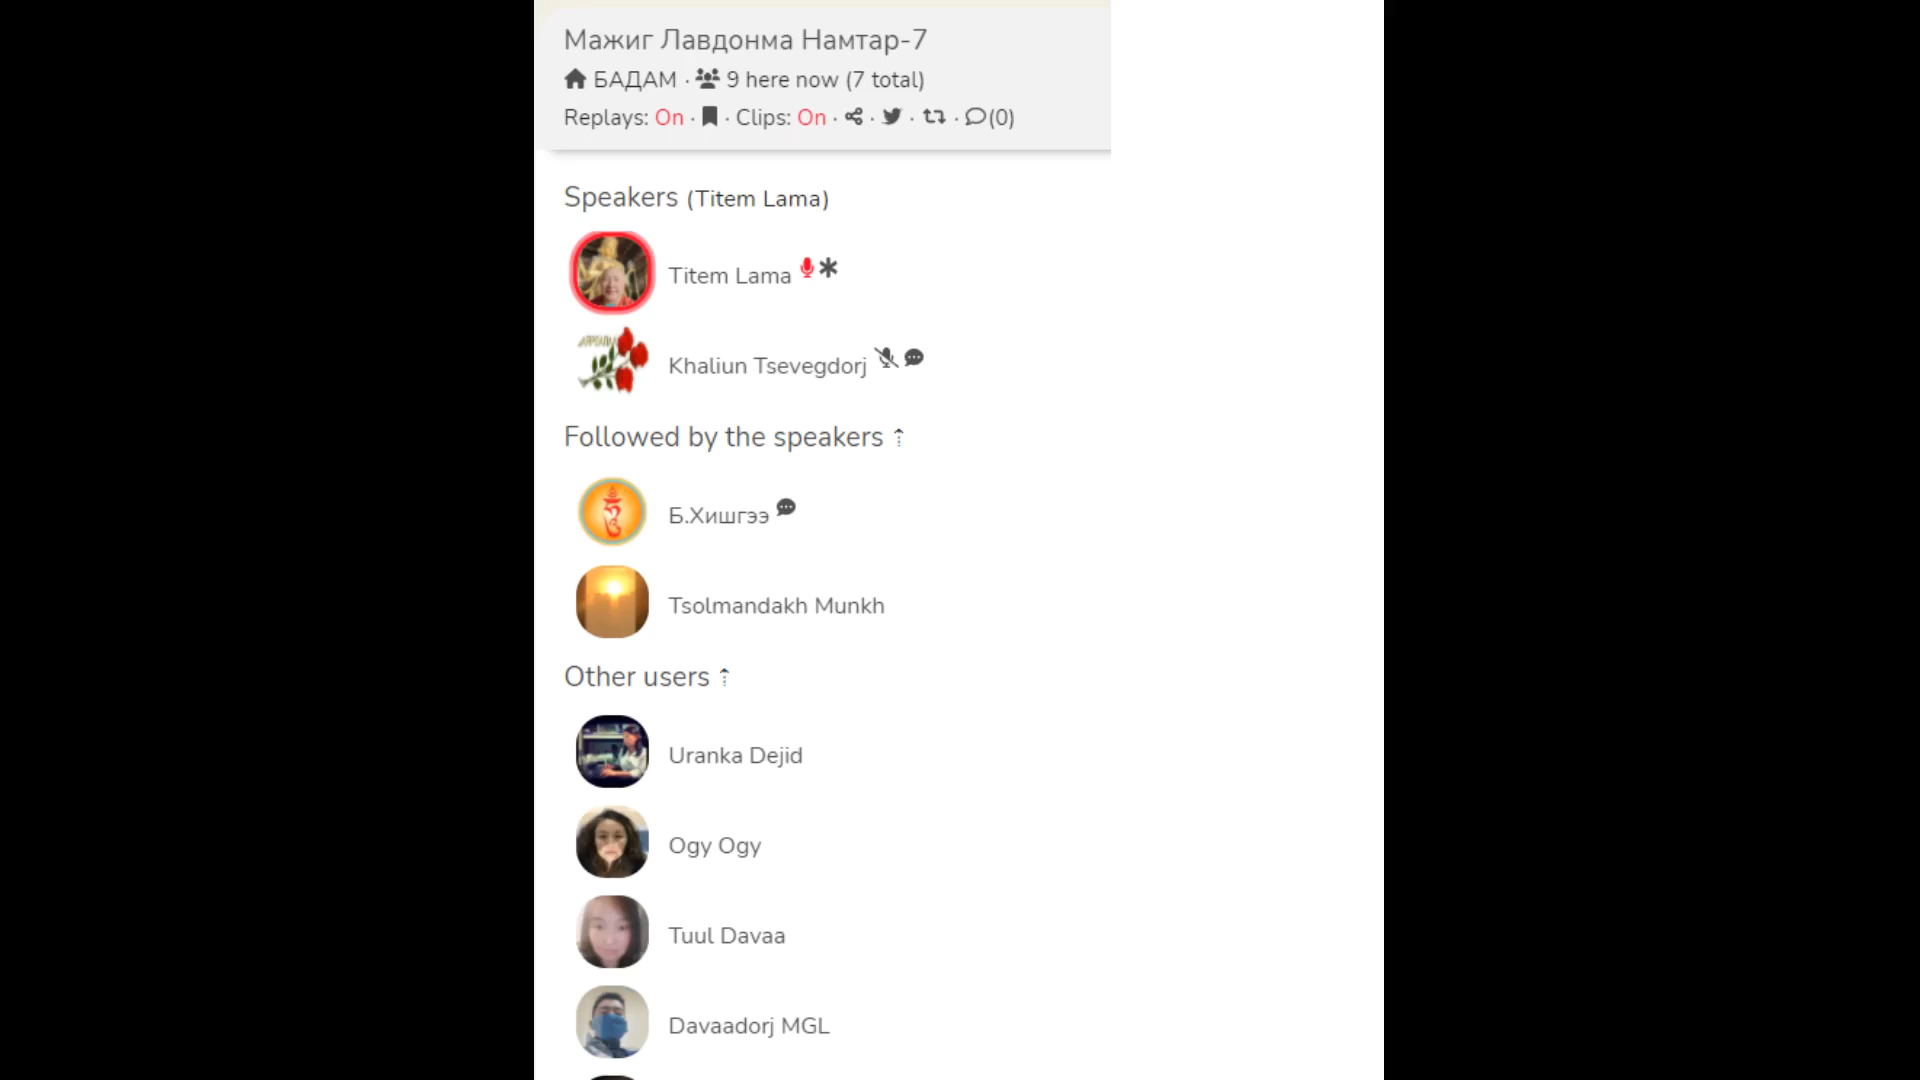 Мажиг Лавдонма Намтар-7
БАДАМ · 9 here now (7 total)
Replays: On · · Clips: On · · · · (0)
Speakers (Titem Lama)
Titem Lama
Khaliun Tsevegdorj
Followed by the speakers
Б.Хишгээ
Tsolmandakh Munkh
Other users
Uranka Dejid
Ogy Ogy
Tuul Davaa
Davaadorj MGL